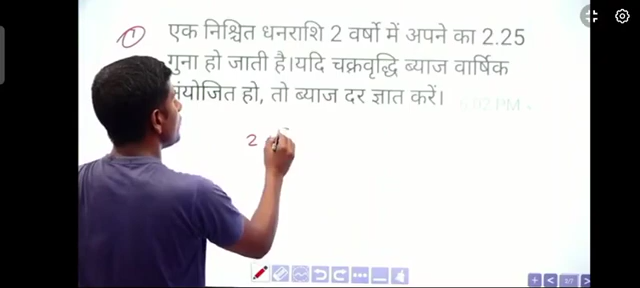 ① एक निश्चित धनराशि 2 वर्षो में अपने का 2.25
गुना हो जाती है।यदि चक्रवृद्धि ब्याज वार्षिक
संयोजित हो, तो ब्याज दर ज्ञात करें।
2